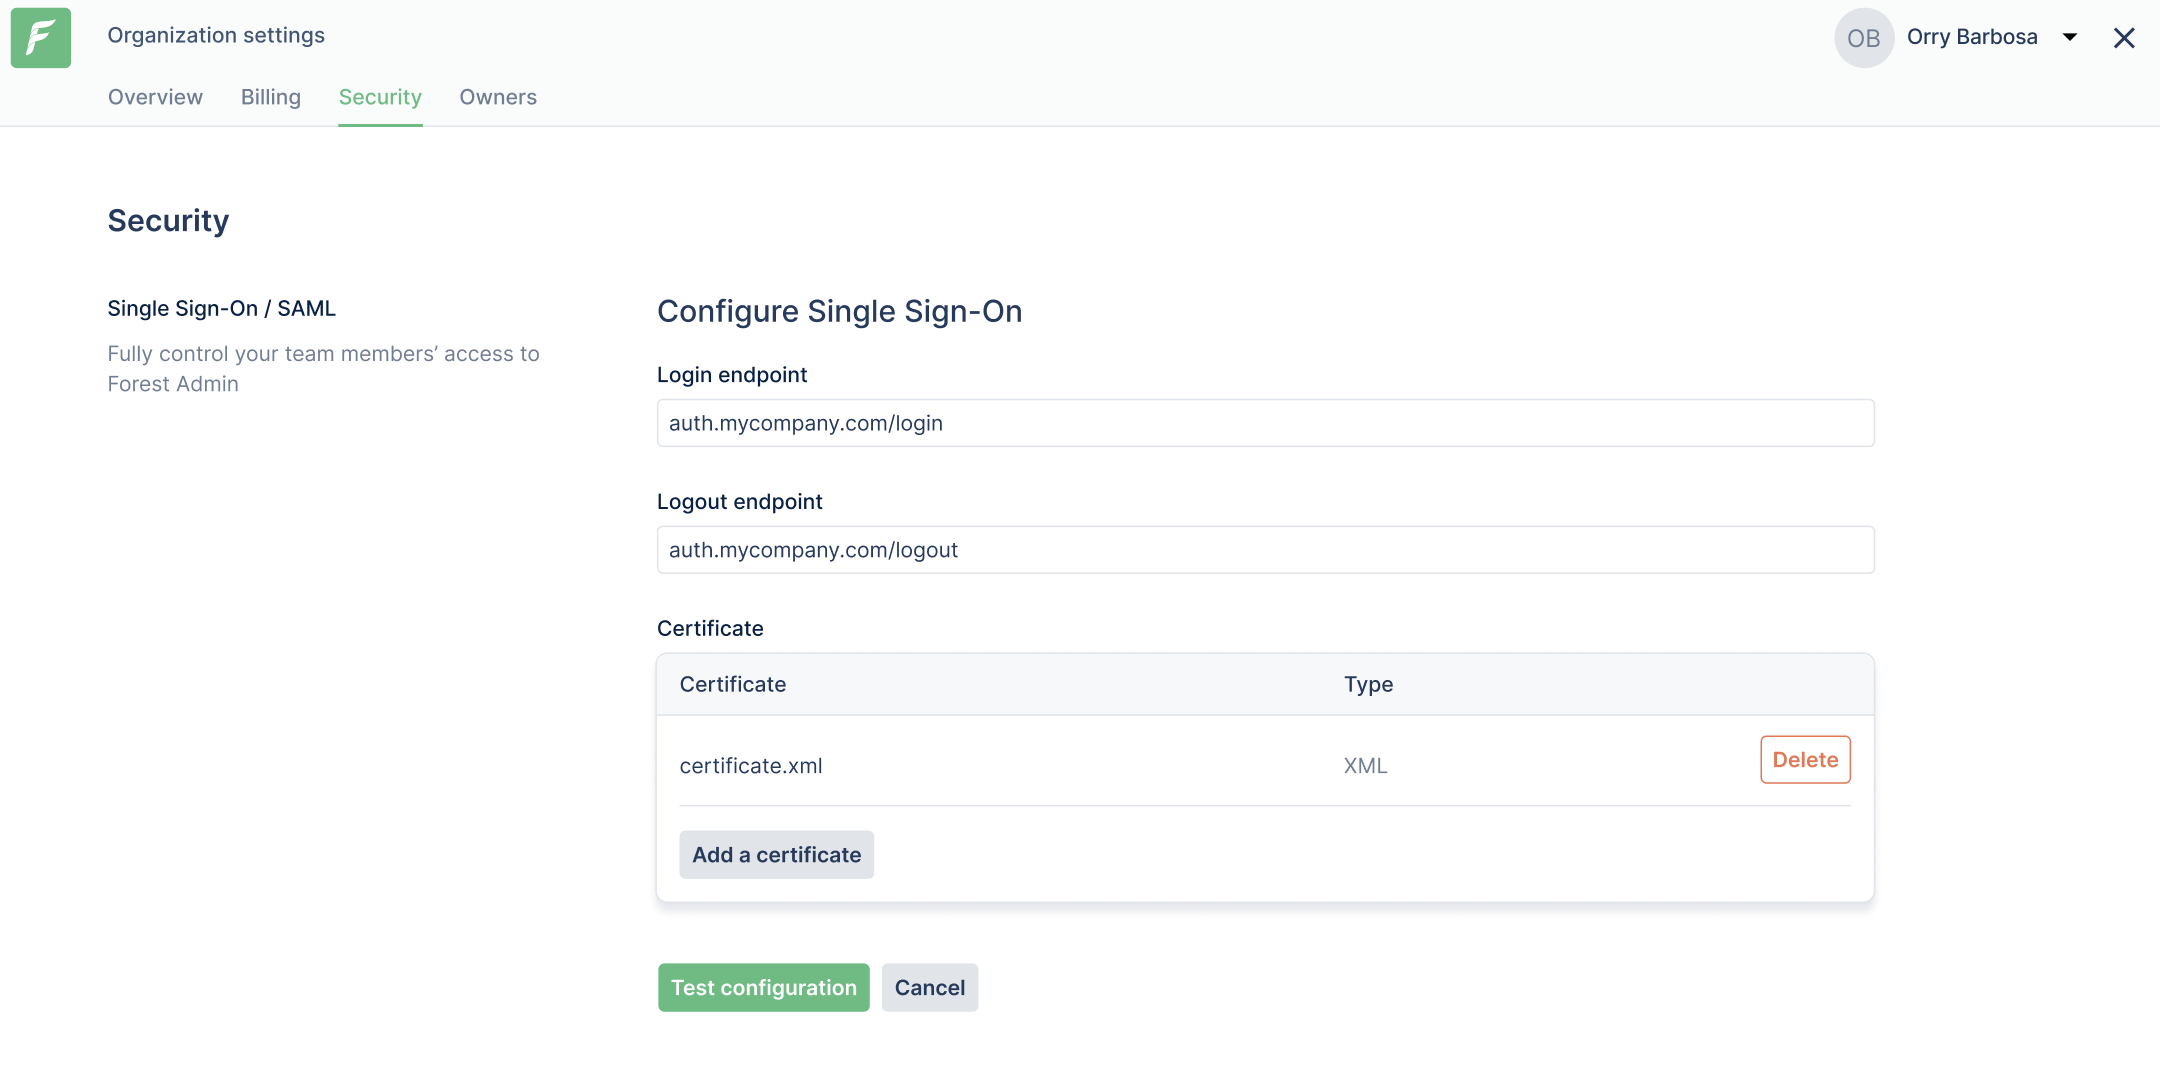 Organization settings
OB Orry Barbosa
Overview Billing Security Owners
Security
Single Sign-On / SAML
Fully control your team members’ access to
Forest Admin
Configure Single Sign-On
Login endpoint
auth.mycompany.com/login
Logout endpoint
auth.mycompany.com/logout
Certificate
Certificate Type
certificate.xml XML Delete
Add a certificate
Test configuration Cancel